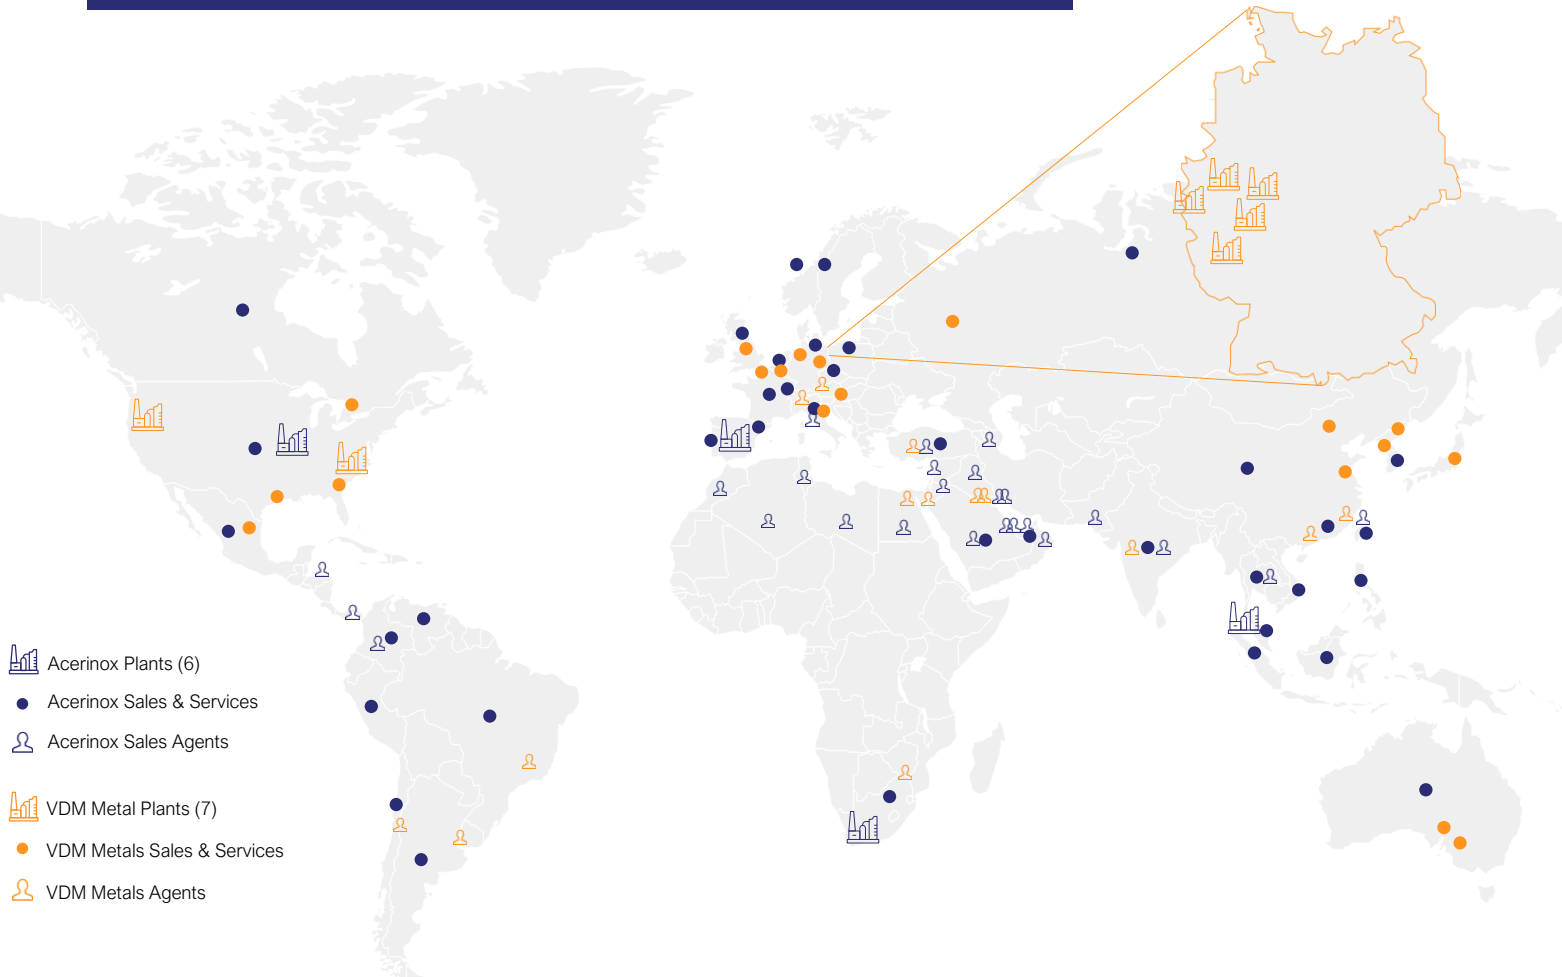 Acerinox Plants (6)
Acerinox Sales & Services
Acerinox Sales Agents
VDM Metal Plants (7)
VDM Metals Sales & Services
VDM Metals Agents